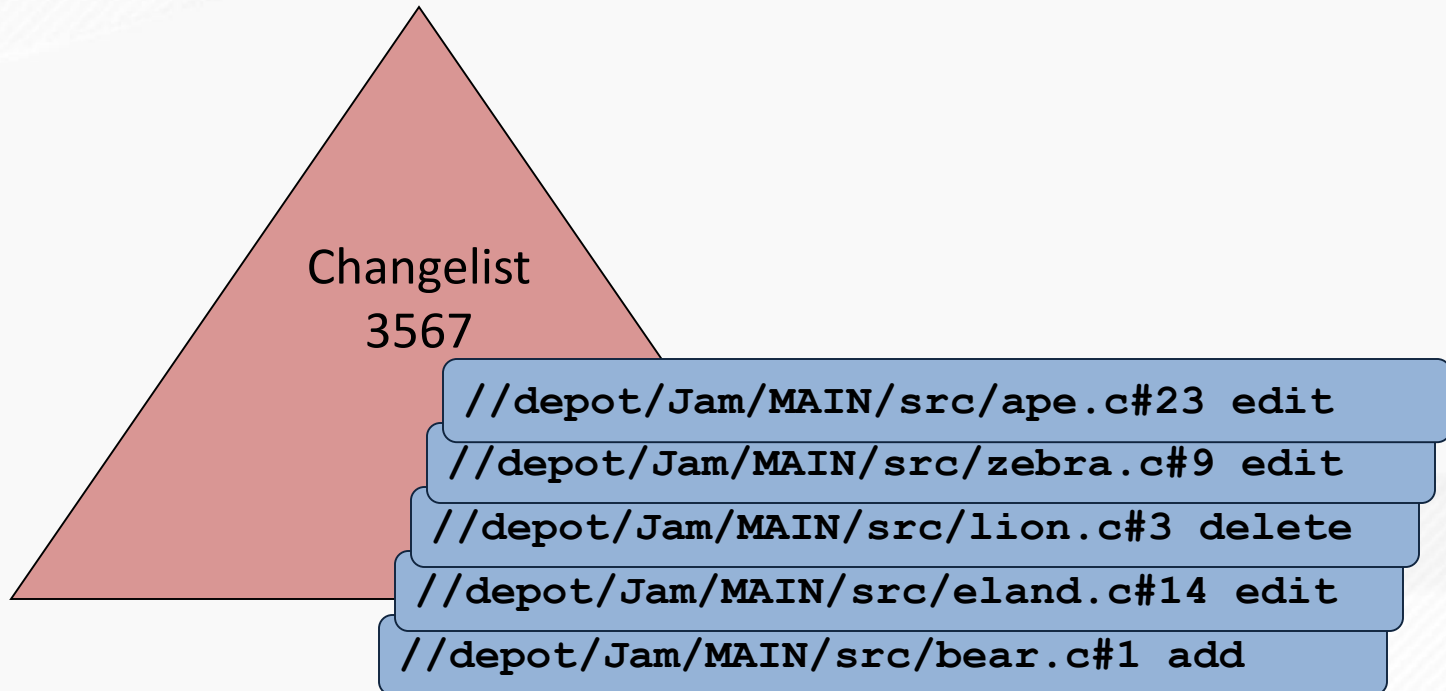 Changelist
3567
//depot/Jam/MAIN/src/ape.c#23 edit
//depot/Jam/MAIN/src/zebra.c#9 edit
//depot/Jam/MAIN/src/lion.c#3 delete
//depot/Jam/MAIN/src/eland.c#14 edit
//depot/Jam/MAIN/src/bear.c#1 add